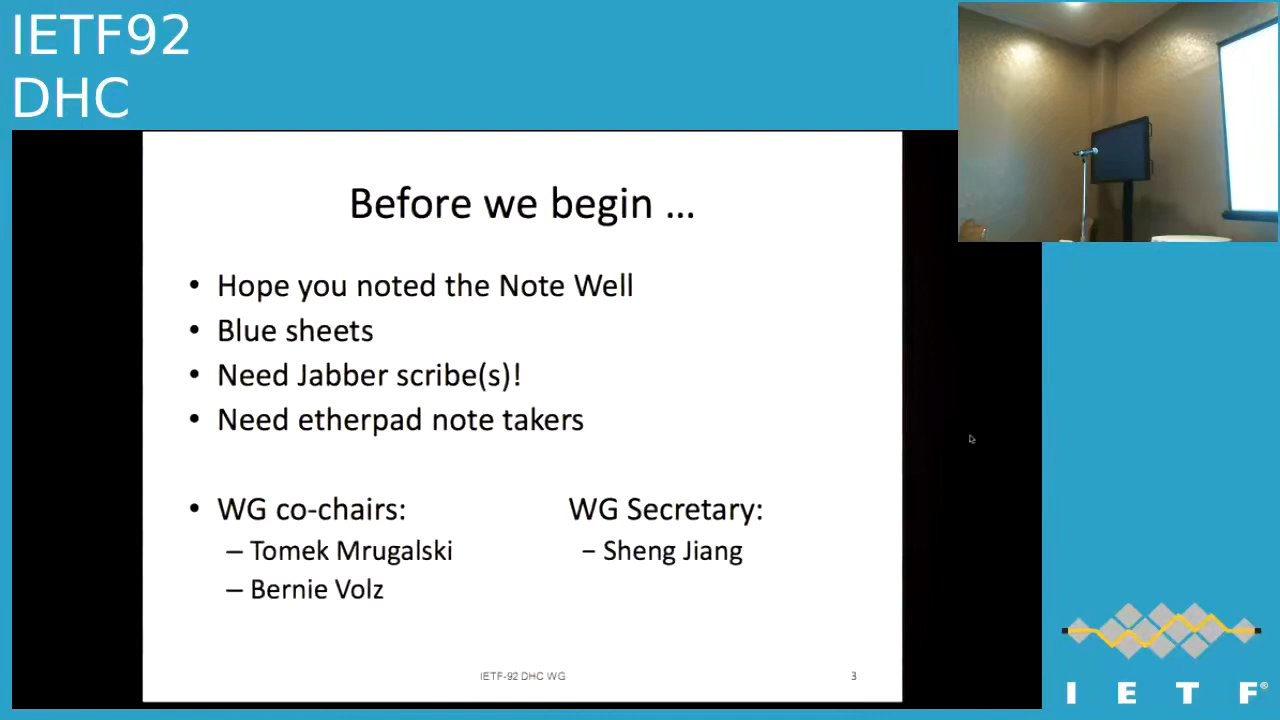 IETF92
DHC
Before we begin …
• Hope you noted the Note Well
• Blue sheets
• Need Jabber scribe(s)!
• Need etherpad note takers
• WG co-chairs:
– Tomek Mrugalski
– Bernie Volz
WG Secretary:
– Sheng Jiang
IETF-92 DHC WG
3
I E T F®